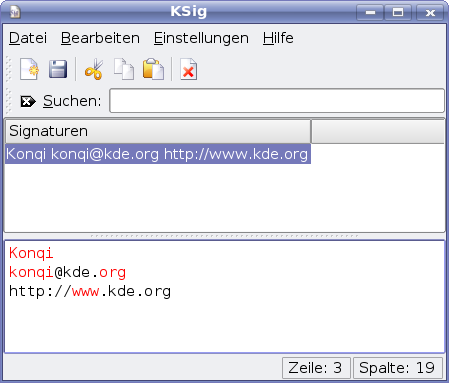 KSig
Datei Bearbeiten Einstellungen Hilfe
Suchen:
Signaturen
Konqi konqi@kde.org http://www.kde.org
Konqi
konqi@kde.org
http://www.kde.org
Zeile: 3 Spalte: 19